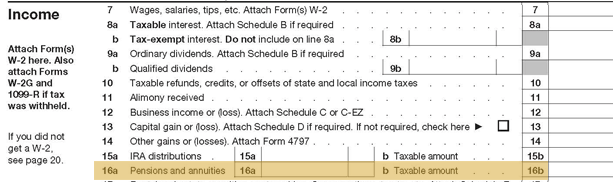 Income
Attach Form(s)
W-2 here. Also
attach Forms
W-2G and
1099-R if tax
was withheld.
If you did not
get a W-2,
see page 20.
7 Wages, salaries, tips, etc. Attach Form(s) W-2 7
8a Taxable interest. Attach Schedule B if required 8a
b Tax-exempt interest. Do not include on line 8a 8b
9a Ordinary dividends. Attach Schedule B if required 9a
b Qualified dividends 9b
10 Taxable refunds, credits, or offsets of state and local income taxes 10
11 Alimony received 11
12 Business income or (loss). Attach Schedule C or C-EZ 12
13 Capital gain or (loss). Attach Schedule D if required. If not required, check here ▶ 13
14 Other gains or (losses). Attach Form 4797 14
15a IRA distributions 15a b Taxable amount 15b
16a Pensions and annuities 16a b Taxable amount 16b